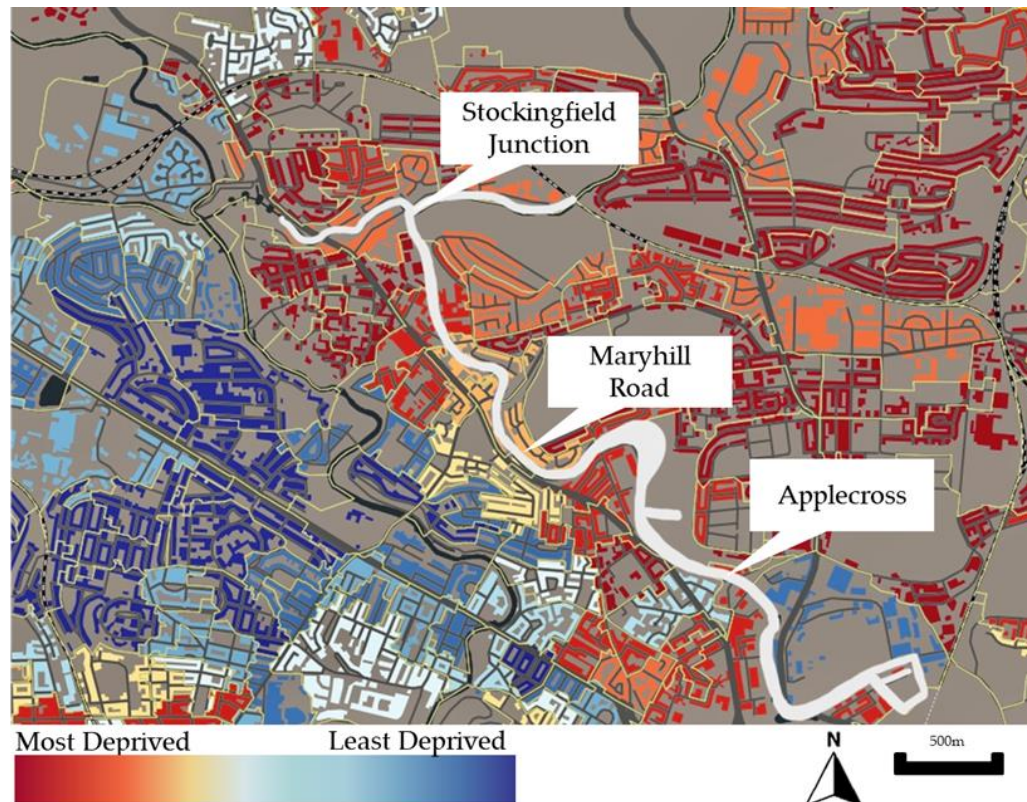 Stockingfield
Junction
Maryhill
Road
Applecross
Most Deprived
Least Deprived
N
500m